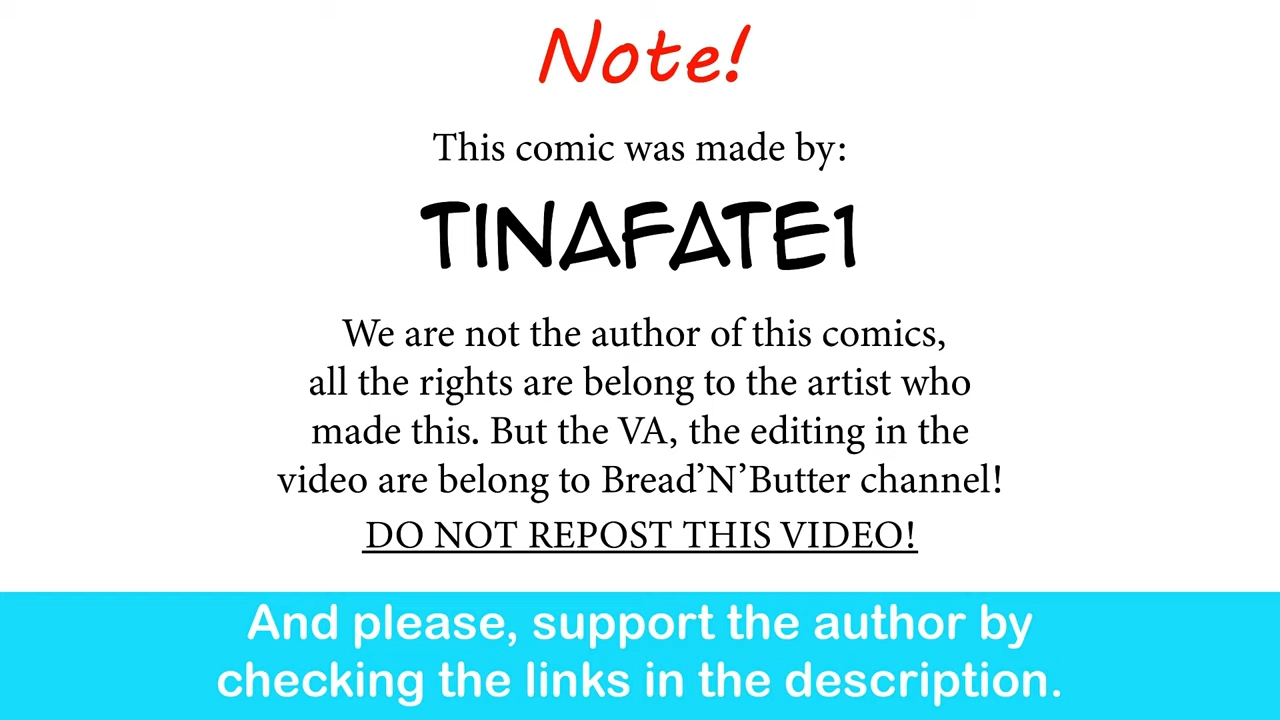 Note!
This comic was made by:
TINAFATE1
We are not the author of this comics,
all the rights are belong to the artist who
made this. But the VA, the editing in the
video are belong to Bread’N’Butter channel!
DO NOT REPOST THIS VIDEO!
And please, support the author by
checking the links in the description.